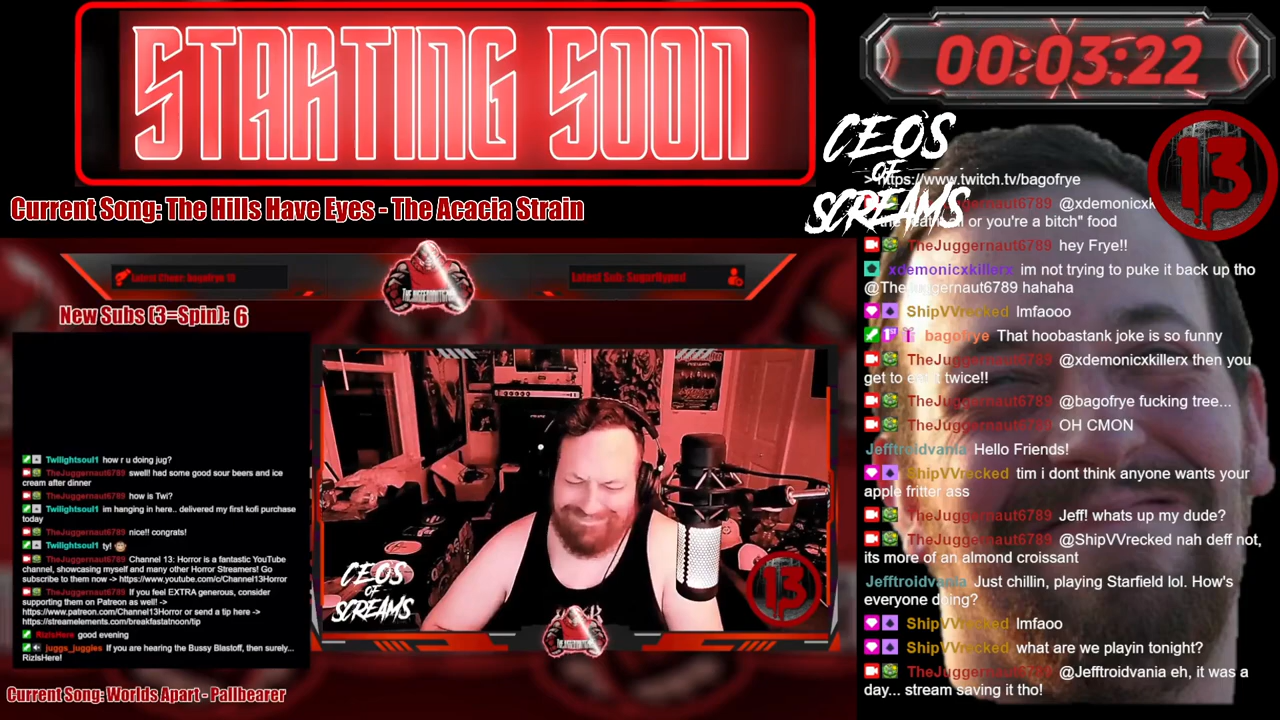 STARTING SOON
00:03:22
CEOS
OF
SCREAMS
13
Current Song: The Hills Have Eyes - The Acacia Strain
> https://www.twitch.tv/bagofrye
TheJuggernaut6789 @xdemonicxk
or you're a bitch" food
TheJuggernaut6789 hey Frye!!
xdemonicxkillerx im not trying to puke it back up tho
@TheJuggernaut6789 hahaha
ShipVVrecked lmfaooo
bagofrye That hoobastank joke is so funny
TheJuggernaut6789 @xdemonicxkillerx then you
get to eat it twice!!
TheJuggernaut6789 @bagofrye fucking tree...
TheJuggernaut6789 OH CMON
Jefftroidvania Hello Friends!
ShipVVrecked tim i dont think anyone wants your
apple fritter ass
TheJuggernaut6789 Jeff! whats up my dude?
TheJuggernaut6789 @ShipVVrecked nah deff not,
its more of an almond croissant
Jefftroidvania Just chillin, playing Starfield lol. How's
everyone doing?
ShipVVrecked lmfaoo
ShipVVrecked what are we playin tonight?
TheJuggernaut6789 @Jefftroidvania eh, it was a
day... stream saving it tho!
Latest Cheer: bagofrye 10
Latest Sub: Sugarflyped
New Subs (3=Spin): 6
Twilightsoul1 how r u doing jug?
TheJuggernaut6789 swell! had some good sour beers and ice
cream after dinner
TheJuggernaut6789 how is Twi?
Twilightsoul1 im hanging in here.. delivered my first kofi purchase
today
TheJuggernaut6789 nice!! congrats!
Twilightsoul1 ty!
TheJuggernaut6789 Channel 13: Horror is a fantastic YouTube
channel, showcasing myself and many other Horror Streamers! Go
subscribe to them now -> https://www.youtube.com/c/Channel13Horror
TheJuggernaut6789 If you feel EXTRA generous, consider
supporting them on Patreon as well! ->
https://www.patreon.com/Channel13Horror or send a tip here ->
https://streamelements.com/breakfastatnoon/tip
RizIsHere good evening
juggs_juggles If you are hearing the Bussy Blastoff, then surely...
RizIsHere!
CEOS
OF
SCREAMS
13
Current Song: Worlds Apart - Pallbearer